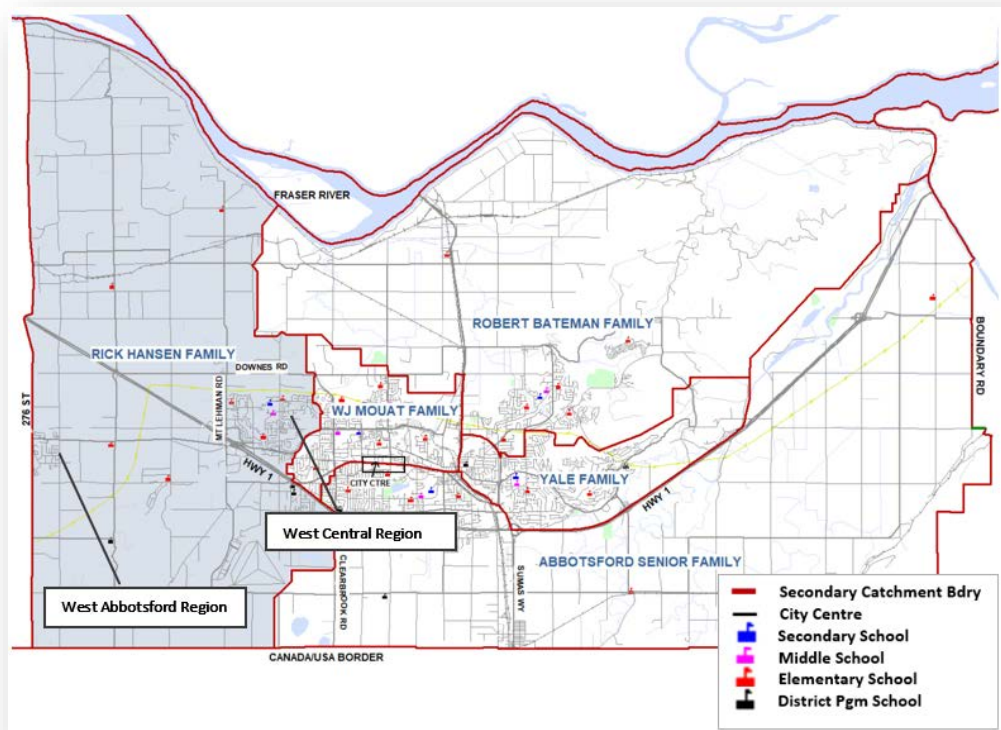 FRASER RIVER
ROBERT BATEMAN FAMILY
BOUNDARY RD
RICK HANSEN FAMILY
DOWNES RD
276 ST
MT LEHMAN RD
WJ MOUAT FAMILY
HWY 1
CITY CTRE
YALE FAMILY
HWY 1
West Central Region
CLEARBROOK RD
SUMAS WY
ABBOTSFORD SENIOR FAMILY
West Abbotsford Region
CANADA/USA BORDER
Secondary Catchment Bdry
City Centre
Secondary School
Middle School
Elementary School
District Pgm School